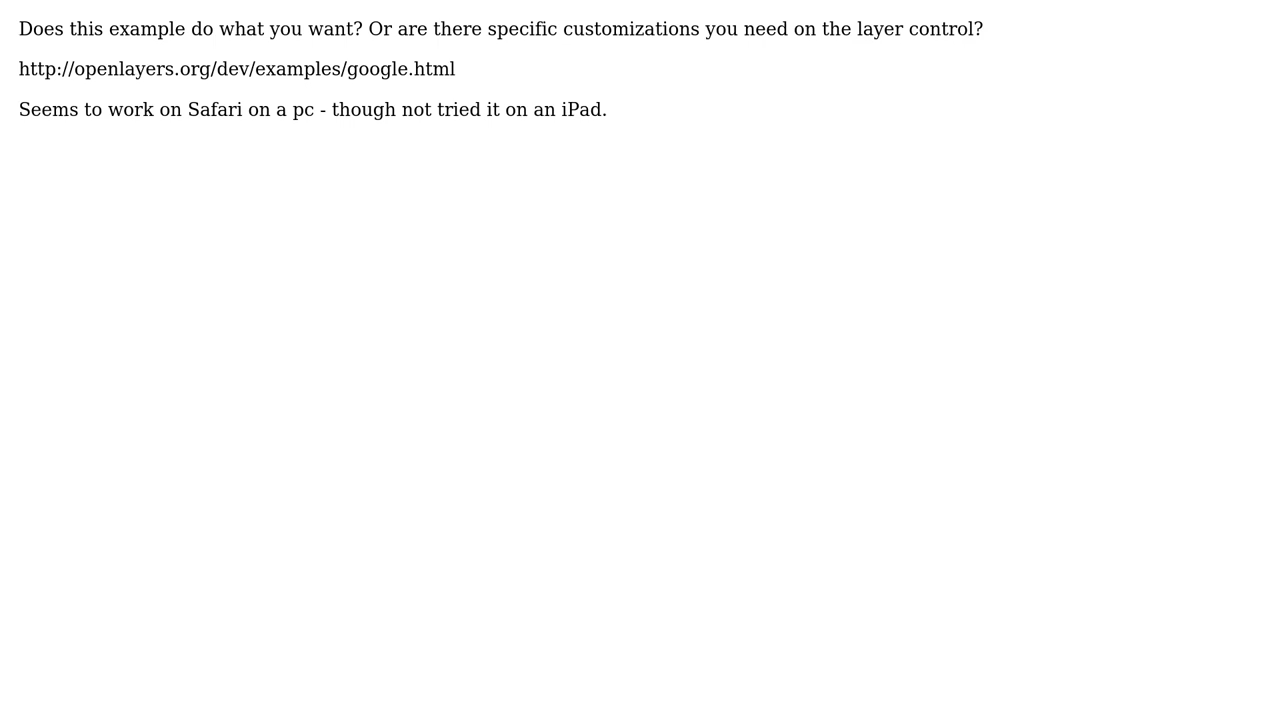 Does this example do what you want? Or are there specific customizations you need on the layer control?
http://openlayers.org/dev/examples/google.html
Seems to work on Safari on a pc - though not tried it on an iPad.